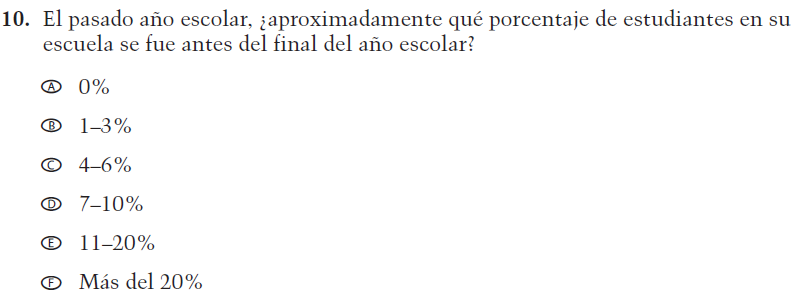 10. El pasado año escolar, ¿aproximadamente qué porcentaje de estudiantes en su
escuela se fue antes del final del año escolar?
Ⓐ 0%
Ⓑ 1–3%
Ⓒ 4–6%
Ⓓ 7–10%
Ⓔ 11–20%
Ⓕ Más del 20%